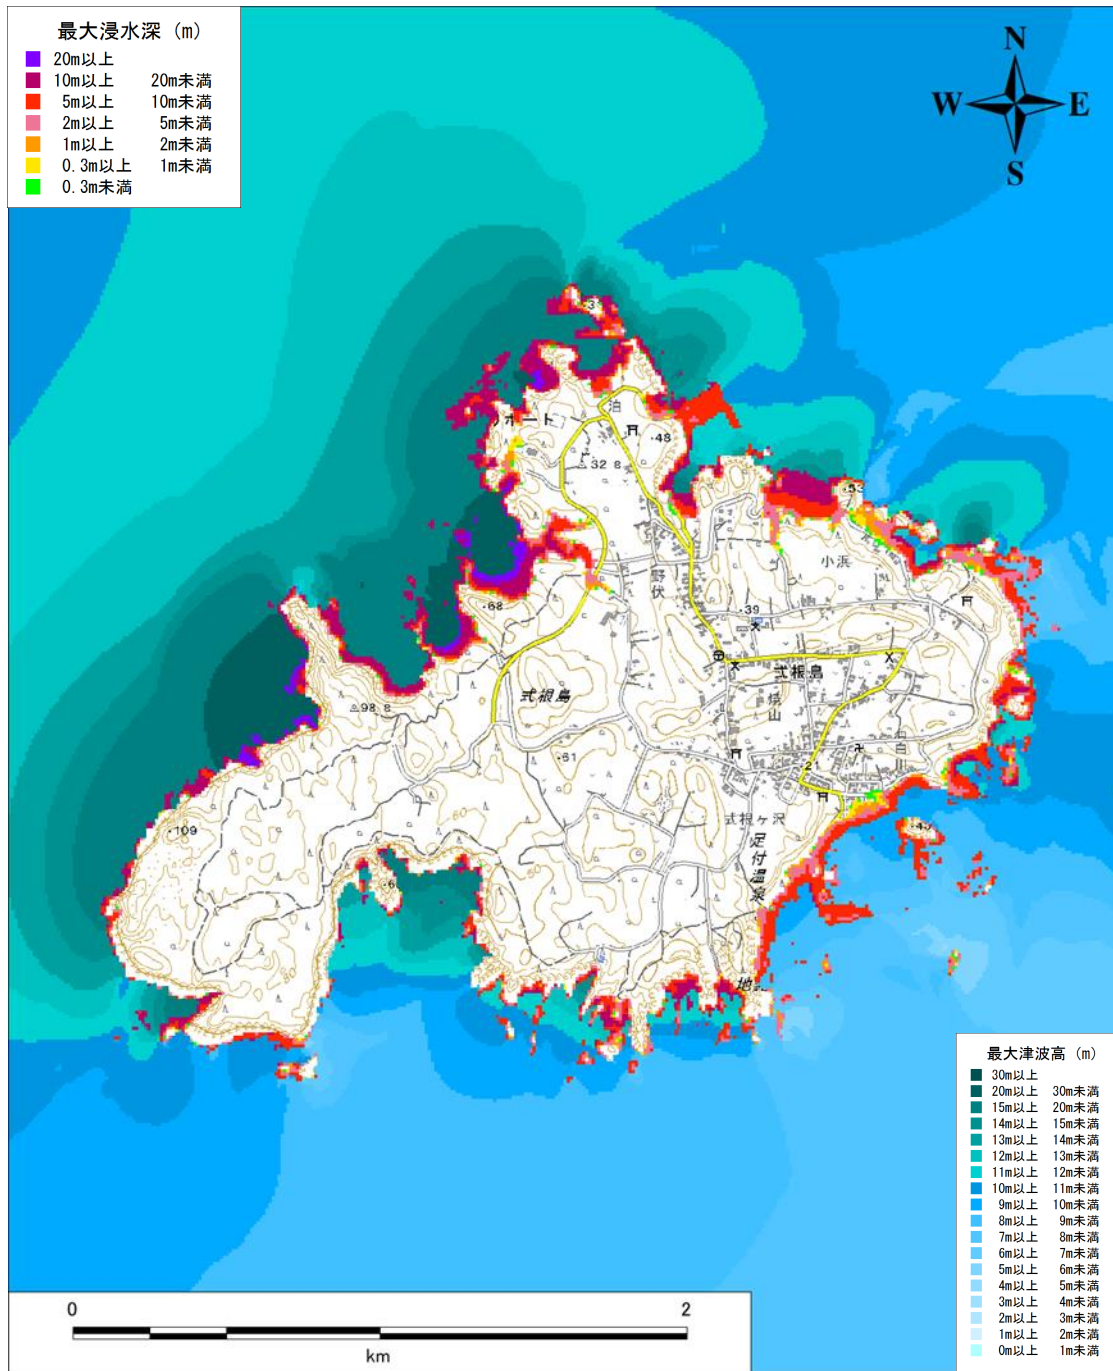 最大浸水深 (m)
20m以上
10m以上 20m未満
5m以上 10m未満
2m以上 5m未満
1m以上 2m未満
0.3m以上 1m未満
0.3m未満
N
W E
S
泊
48
32 8
53
小浜
野伏
68
39
式根島
式根島
98 8
焼山
61
109
式根ヶ沢
足付温泉
最大津波高 (m)
30m以上
20m以上 30m未満
15m以上 20m未満
14m以上 15m未満
13m以上 14m未満
12m以上 13m未満
11m以上 12m未満
10m以上 11m未満
9m以上 10m未満
8m以上 9m未満
7m以上 8m未満
6m以上 7m未満
5m以上 6m未満
4m以上 5m未満
3m以上 4m未満
2m以上 3m未満
1m以上 2m未満
0m以上 1m未満
0 2
km